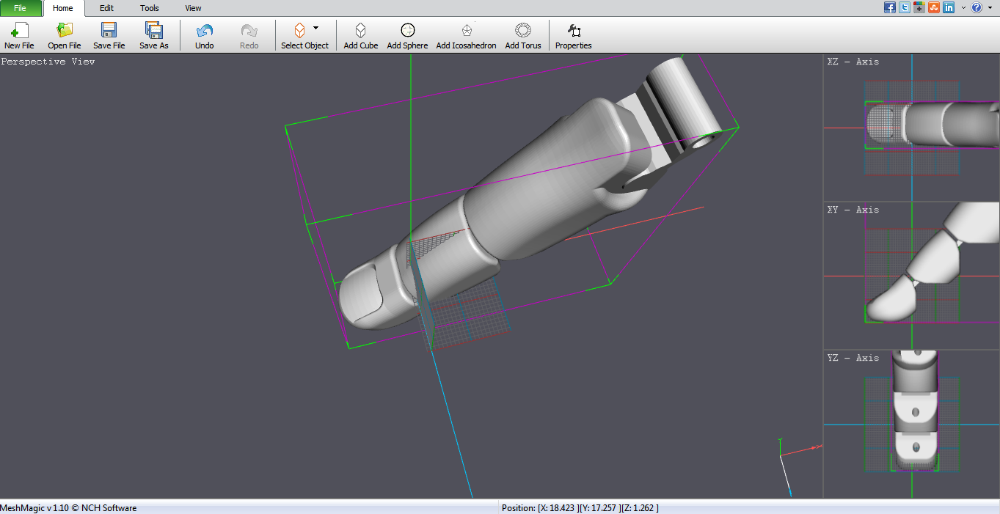 File Home Edit Tools View
New File Open File Save File Save As Undo Redo Select Object Add Cube Add Sphere Add Icosahedron Add Torus Properties
Perspective View
XZ - Axis
XY - Axis
YZ - Axis
Y
X
MeshMagic v 1.10 © NCH Software
Position: [X: 18.423 ][Y: 17.257 ][Z: 1.262 ]